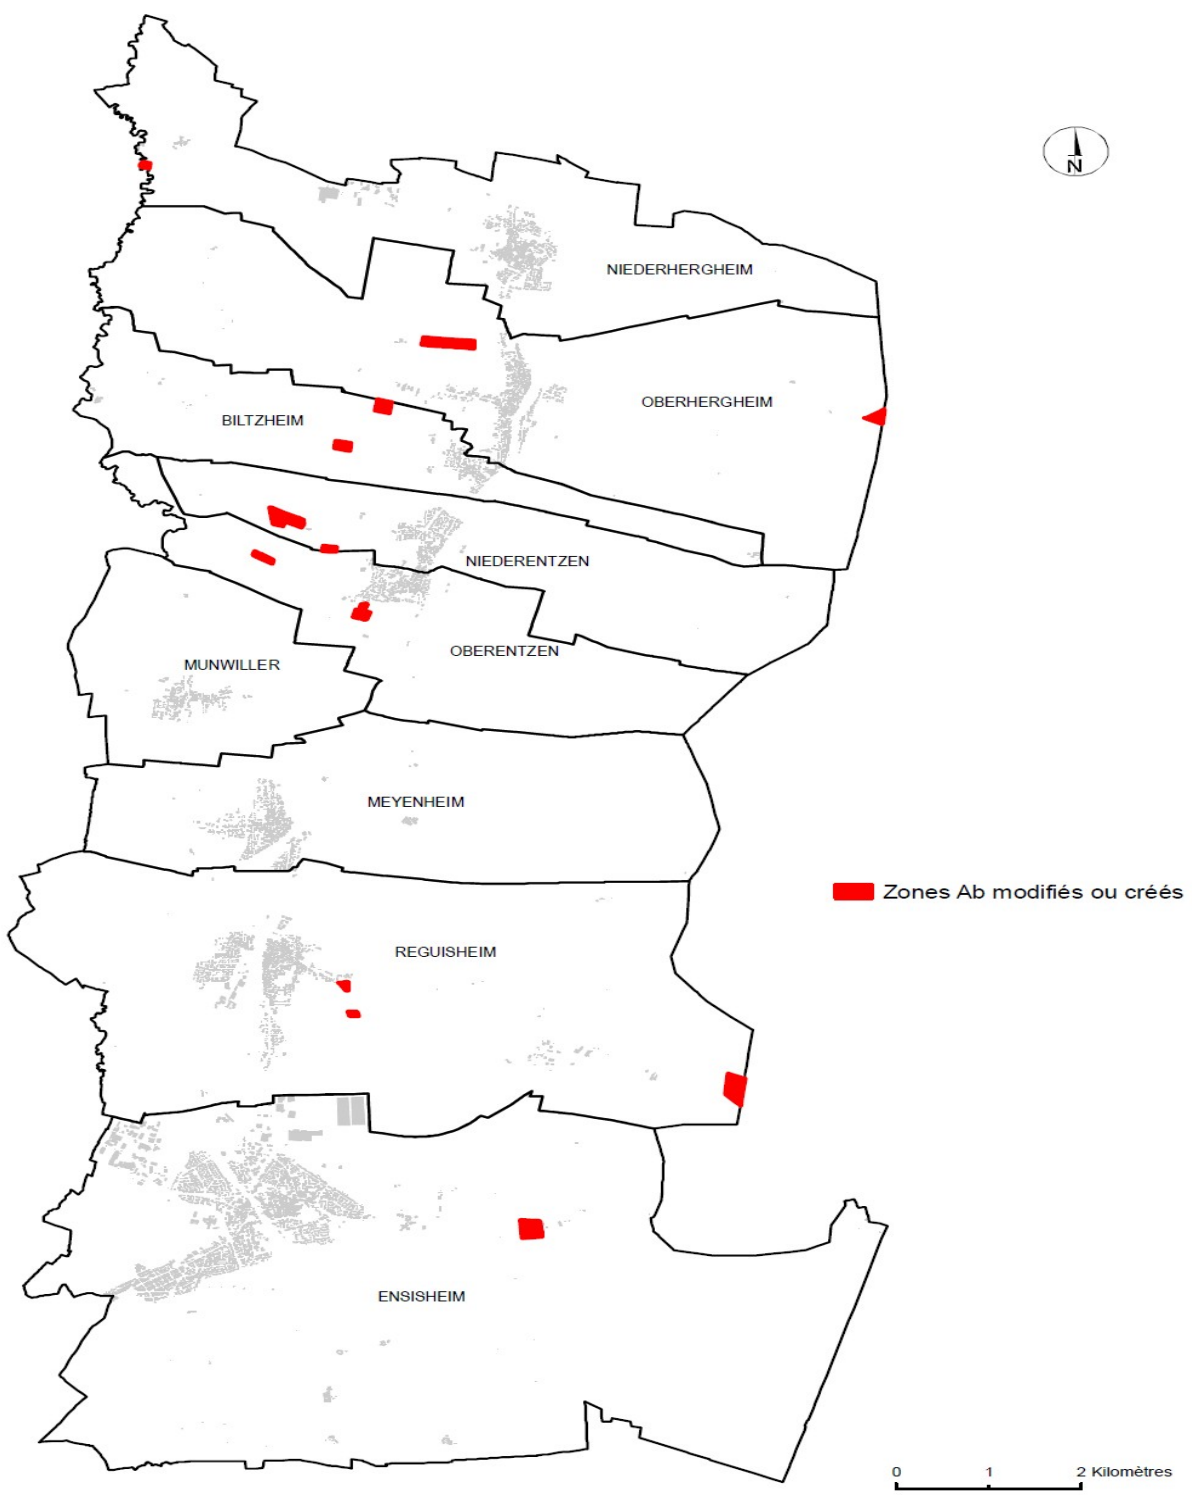 N
NIEDERHERGHEIM
OBERHERGHEIM
BILTZHEIM
NIEDERENTZEN
OBERENTZEN
MUNWILLER
MEYENHEIM
Zones Ab modifiés ou créés
REGUISHEIM
ENSISHEIM
0 1 2 Kilomètres